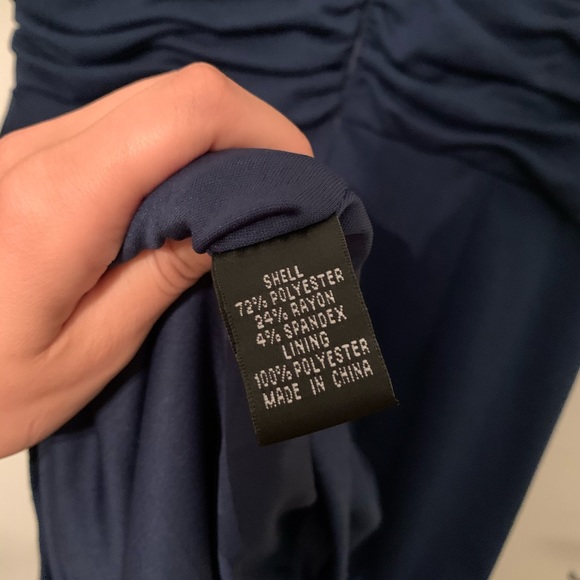 SHELL
72% POLYESTER
24% RAYON
4% SPANDEX
LINING
100% POLYESTER
MADE IN CHINA